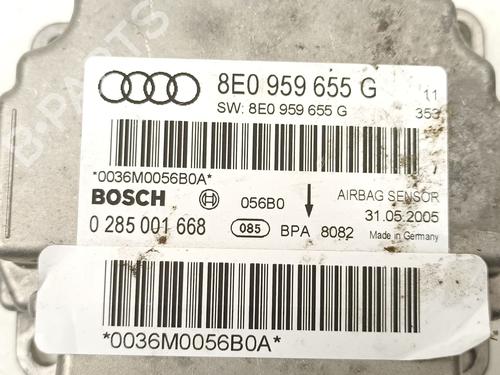 B-PARTS
8E0 959 655 G
11
SW: 8E0 959 655 G
353
*0036M0056B0A*
BOSCH
056B0
AIRBAG SENSOR
31.05.2005
0 285 001 668
085
BPA 8082
Made in Germany
*0036M0056B0A*